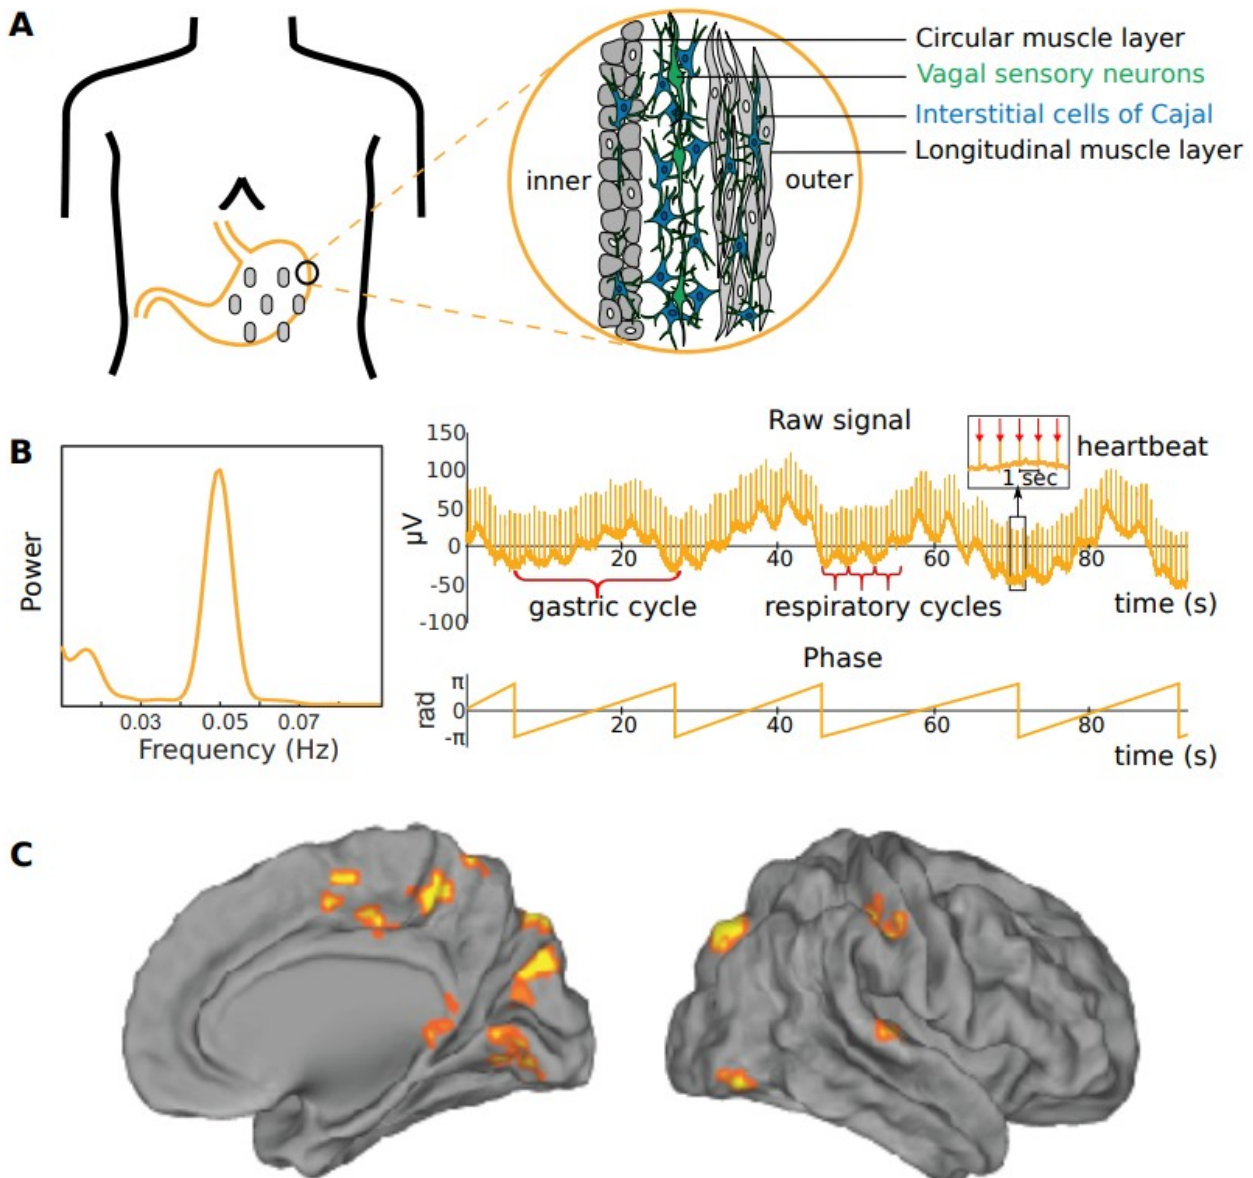 A
Circular muscle layer
Vagal sensory neurons
Interstitial cells of Cajal
Longitudinal muscle layer
inner
outer
B
Power
0.03 0.05 0.07
Frequency (Hz)
Raw signal
heartbeat
1 sec
µV
150
100
50
0
-50
-100
20 40 60 80
gastric cycle
respiratory cycles
time (s)
Phase
rad
π
0
-π
20 40 60 80
time (s)
C